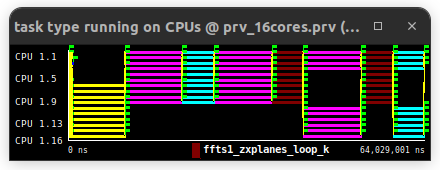 task type running on CPUs @ prv_16cores.prv (...
CPU 1.1
CPU 1.5
CPU 1.9
CPU 1.13
CPU 1.16
0 ns
64,029,001 ns
ffts1_zxplanes_loop_k